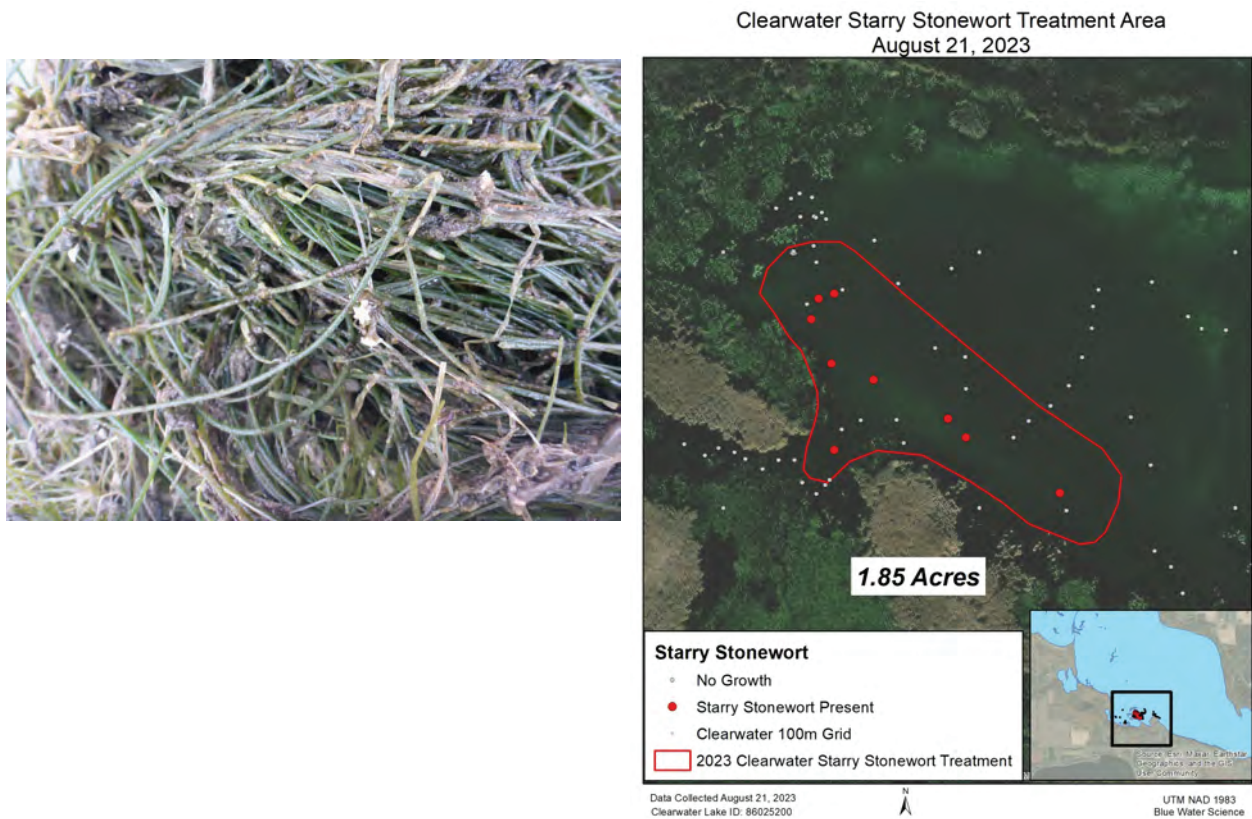 Clearwater Starry Stonewort Treatment Area
August 21, 2023
1.85 Acres
Starry Stonewort
No Growth
Starry Stonewort Present
Clearwater 100m Grid
2023 Clearwater Starry Stonewort Treatment
Source: Esri, Maxar, Earthstar
Geographics, and the GIS
User Community
Data Collected August 21, 2023
Clearwater Lake ID: 86025200
N
UTM NAD 1983
Blue Water Science